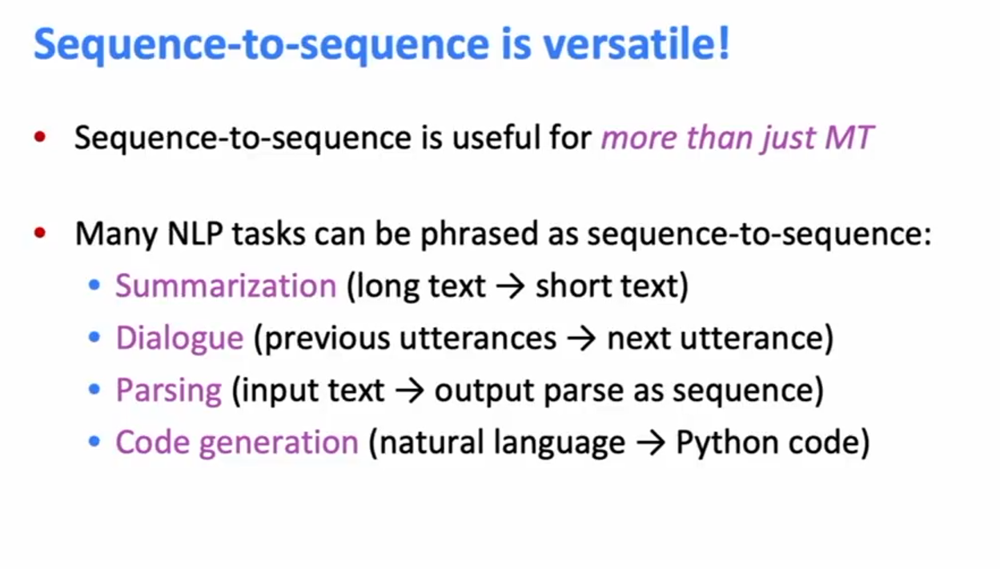 Sequence-to-sequence is versatile!
• Sequence-to-sequence is useful for more than just MT
• Many NLP tasks can be phrased as sequence-to-sequence:
• Summarization (long text → short text)
• Dialogue (previous utterances → next utterance)
• Parsing (input text → output parse as sequence)
• Code generation (natural language → Python code)